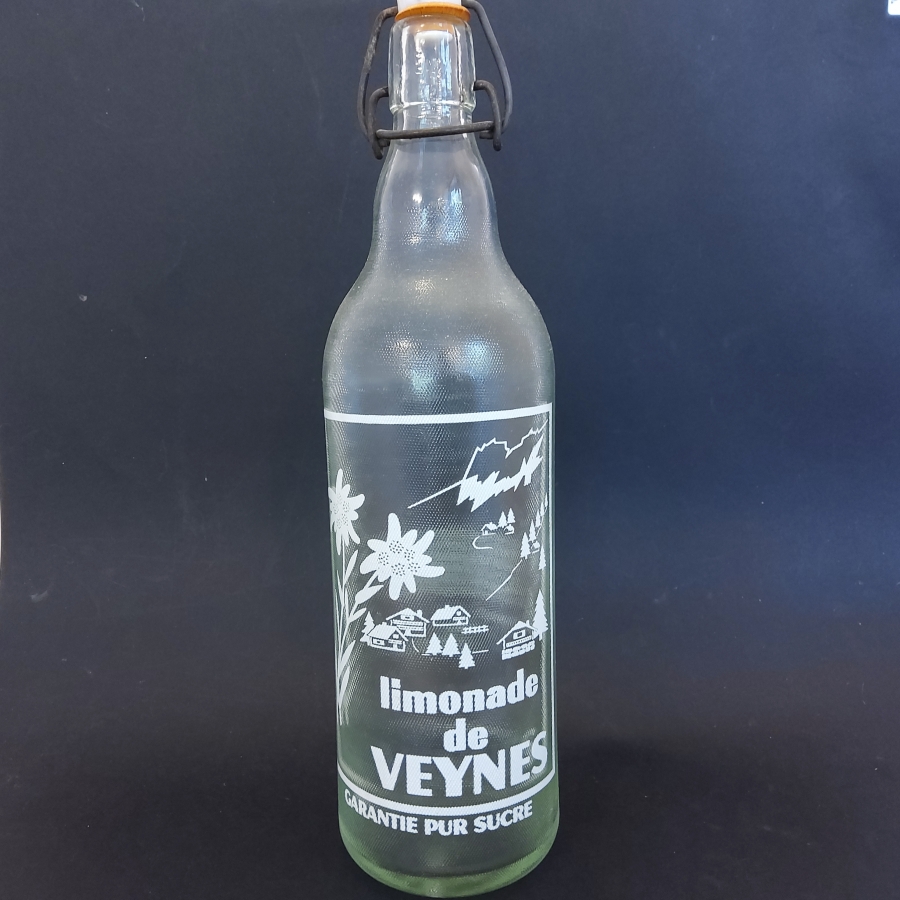 limonade
de
VEYNES
GARANTIE PUR SUCRE